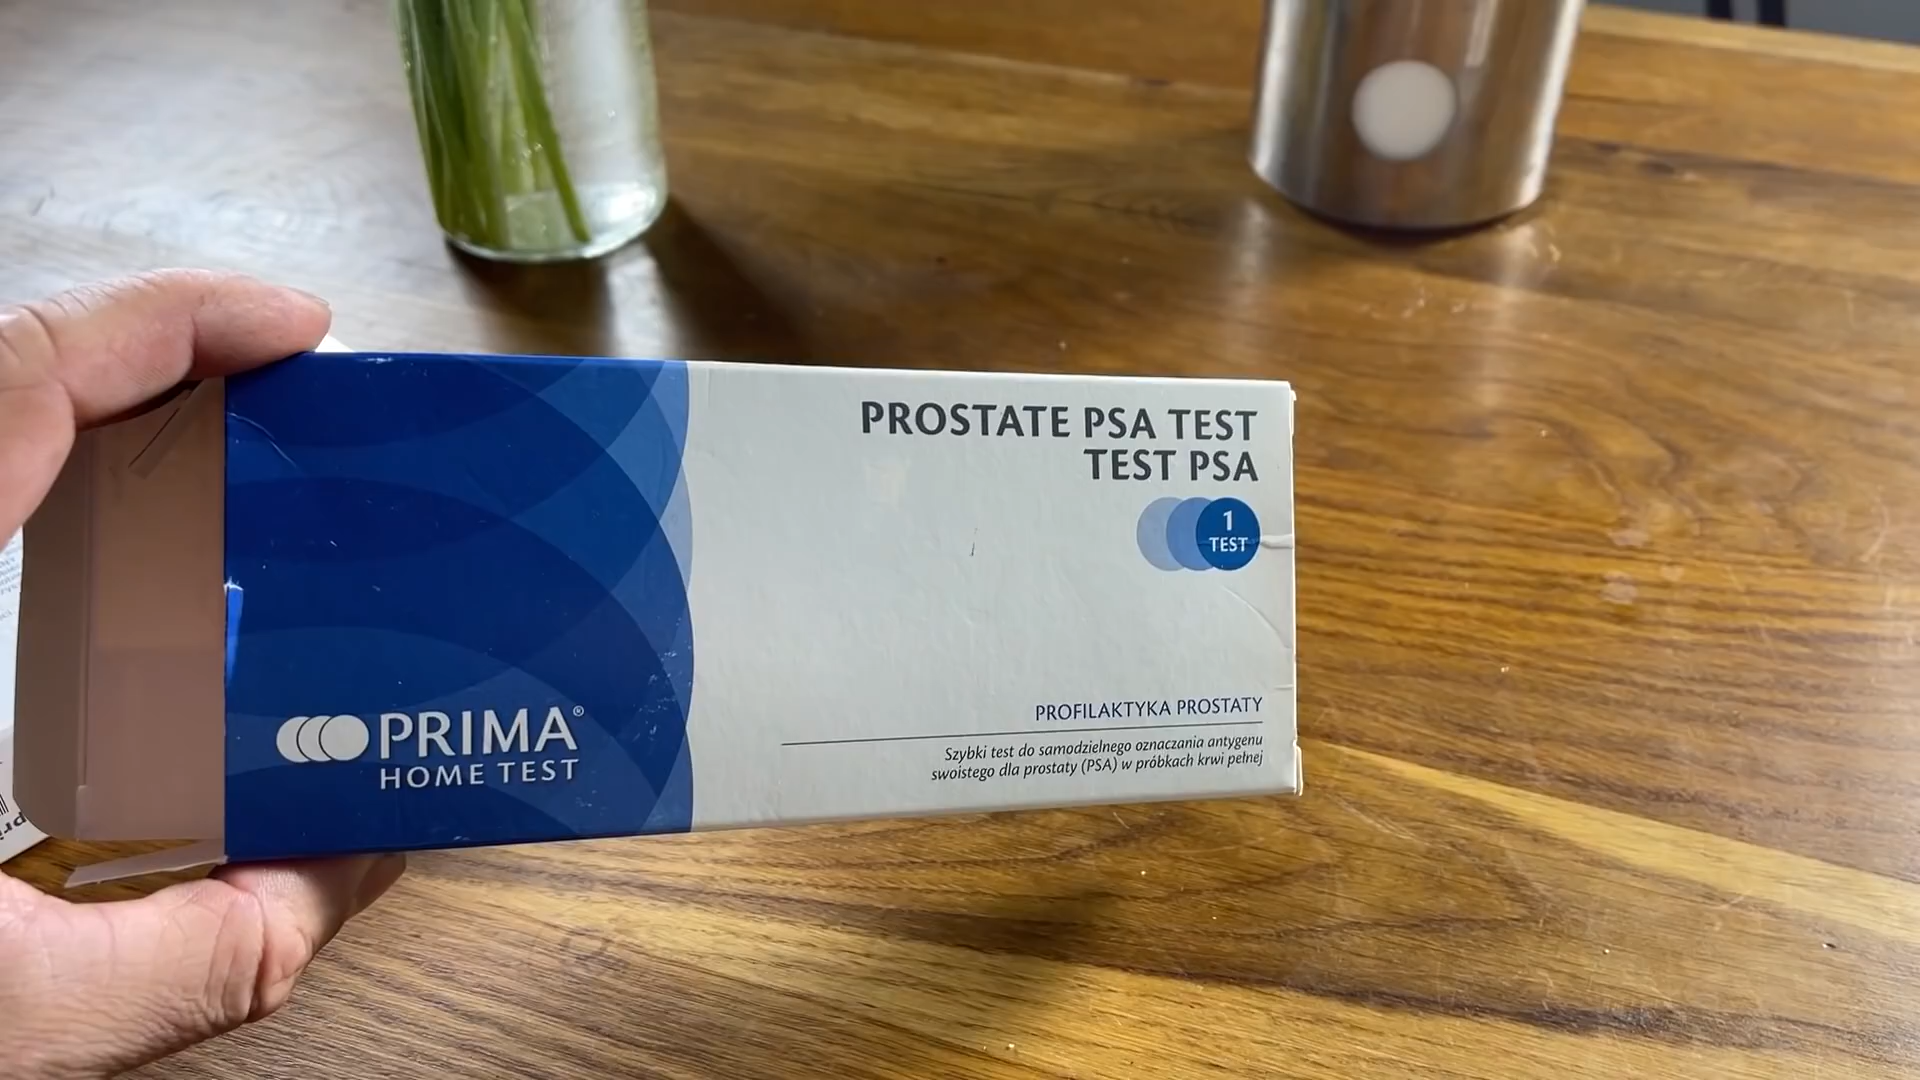 PROSTATE PSA TEST
TEST PSA
1
TEST
PROFILAKTYKA PROSTATY
Szybki test do samodzielnego oznaczania antygenu
swoistego dla prostaty (PSA) w próbkach krwi pełnej
PRIMA®
HOME TEST